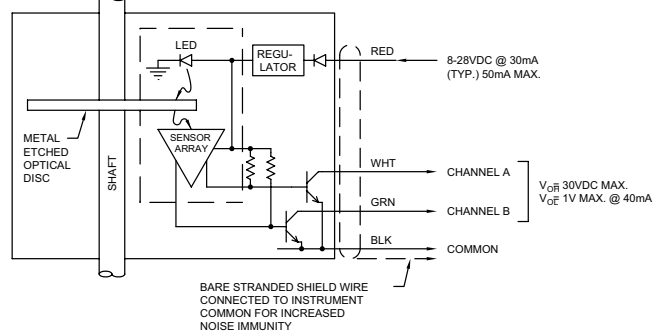 LED
REGU-
LATOR
RED
8-28VDC @ 30mA
(TYP.) 50mA MAX.
METAL
ETCHED
OPTICAL
DISC
SHAFT
SENSOR
ARRAY
WHT
CHANNEL A
GRN
CHANNEL B
VOH 30VDC MAX.
VOL 1V MAX. @ 40mA
BLK
COMMON
BARE STRANDED SHIELD WIRE
CONNECTED TO INSTRUMENT
COMMON FOR INCREASED
NOISE IMMUNITY